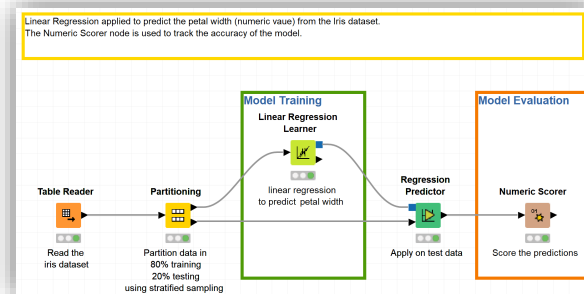 Linear Regression applied to predict the petal width (numeric vaue) from the Iris dataset.
The Numeric Scorer node is used to track the accuracy of the model.
Model Training
Model Evaluation
Linear Regression
Learner
linear regression
to predict petal width
Table Reader
Read the
iris dataset
Partitioning
Partition data in
80% training
20% testing
using stratified sampling
Regression
Predictor
Apply on test data
Numeric Scorer
Score the predictions